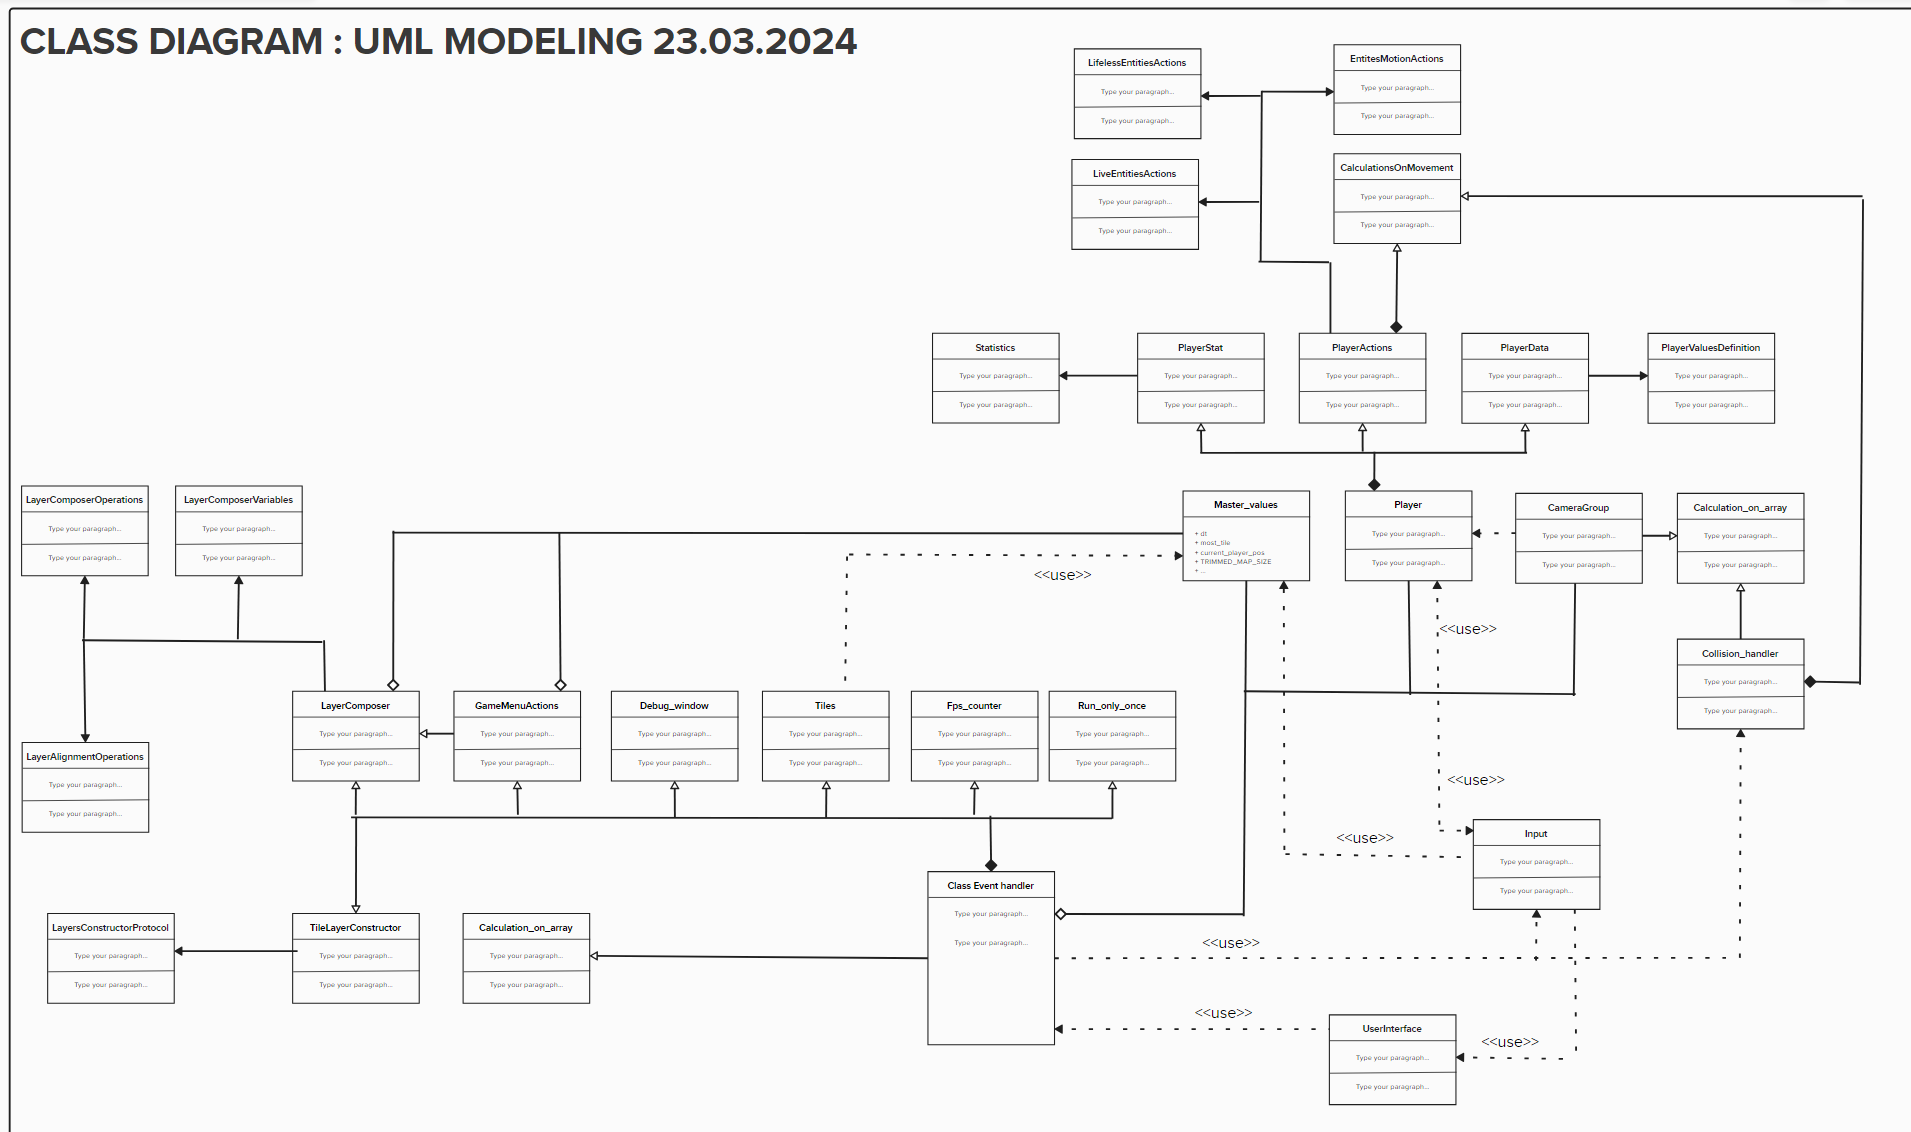 CLASS DIAGRAM : UML MODELING 23.03.2024
LifelessEntitiesActions
Type your paragraph...
Type your paragraph...
EntitesMotionActions
Type your paragraph...
Type your paragraph...
LiveEntitiesActions
Type your paragraph...
Type your paragraph...
CalculationsOnMovement
Type your paragraph...
Type your paragraph...
Statistics
Type your paragraph...
Type your paragraph...
PlayerStat
Type your paragraph...
Type your paragraph...
PlayerActions
Type your paragraph...
Type your paragraph...
PlayerData
Type your paragraph...
Type your paragraph...
PlayerValuesDefinition
Type your paragraph...
Type your paragraph...
LayerComposerOperations
Type your paragraph...
Type your paragraph...
LayerComposerVariables
Type your paragraph...
Type your paragraph...
Master_values
+ dt
+ most_tile
+ current_player_pos
+ TRIMMED_MAP_SIZE
+ ...
Player
Type your paragraph...
Type your paragraph...
CameraGroup
Type your paragraph...
Type your paragraph...
Calculation_on_array
Type your paragraph...
Type your paragraph...
<<use>>
<<use>>
Collision_handler
Type your paragraph...
Type your paragraph...
LayerComposer
Type your paragraph...
Type your paragraph...
GameMenuActions
Type your paragraph...
Type your paragraph...
Debug_window
Type your paragraph...
Type your paragraph...
Tiles
Type your paragraph...
Type your paragraph...
Fps_counter
Type your paragraph...
Type your paragraph...
Run_only_once
Type your paragraph...
Type your paragraph...
LayerAlignmentOperations
Type your paragraph...
Type your paragraph...
<<use>>
<<use>>
Input
Type your paragraph...
Type your paragraph...
Class Event handler
Type your paragraph...
Type your paragraph...
LayersConstructorProtocol
Type your paragraph...
Type your paragraph...
TileLayerConstructor
Type your paragraph...
Type your paragraph...
Calculation_on_array
Type your paragraph...
Type your paragraph...
<<use>>
<<use>>
UserInterface
Type your paragraph...
Type your paragraph...
<<use>>